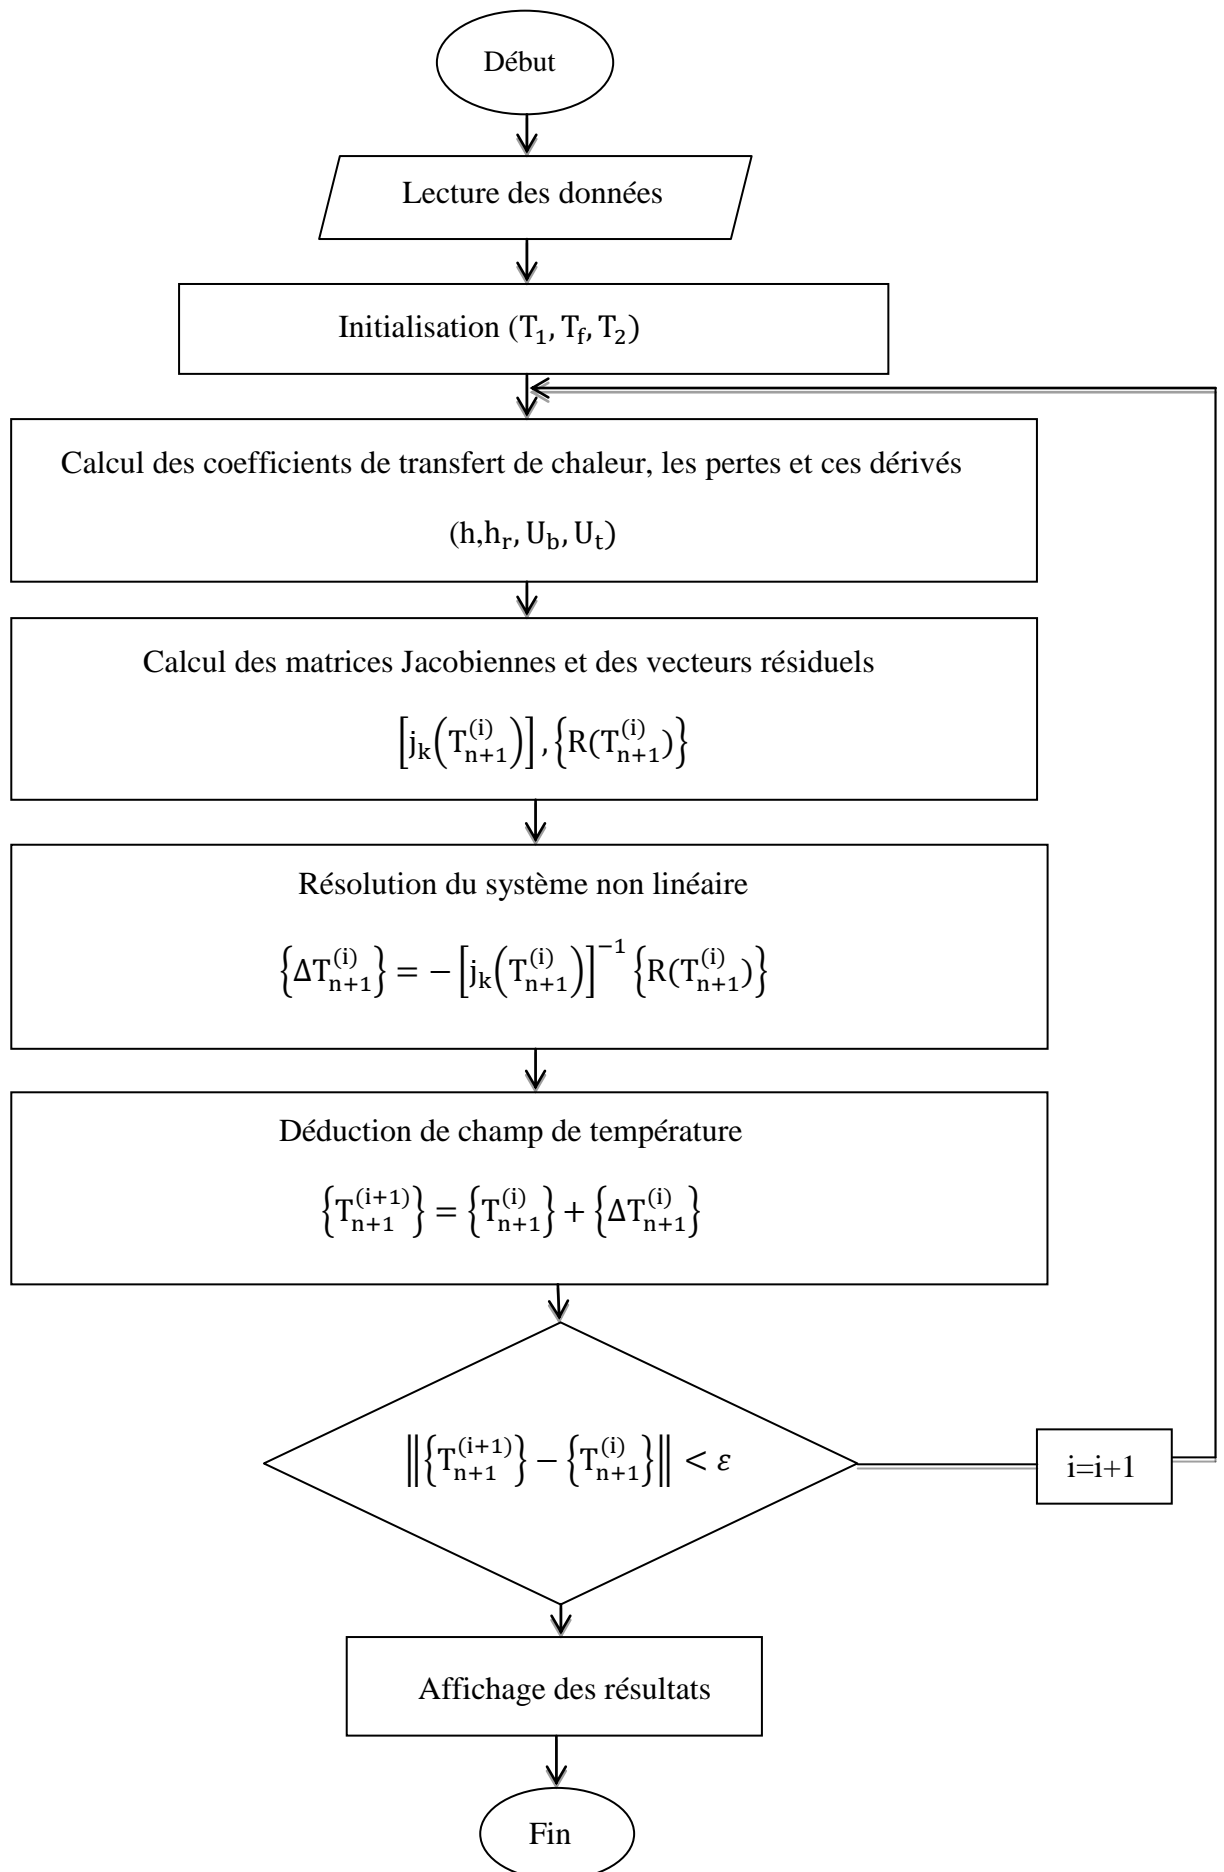 Début
Lecture des données
Initialisation (T₁, T_f, T₂)
Calcul des coefficients de transfert de chaleur, les pertes et ces dérivés
(h,h_r, U_b, U_t)
Calcul des matrices Jacobiennes et des vecteurs résiduels
[j_k(T_{n+1}^{(i)})], {R(T_{n+1}^{(i)})}
Résolution du système non linéaire
{ΔT_{n+1}^{(i)}} = −[j_k(T_{n+1}^{(i)})]^{−1} {R(T_{n+1}^{(i)})}
Déduction de champ de température
{T_{n+1}^{(i+1)}} = {T_{n+1}^{(i)}} + {ΔT_{n+1}^{(i)}}
‖{T_{n+1}^{(i+1)}} − {T_{n+1}^{(i)}}‖ < ε
i=i+1
Affichage des résultats
Fin